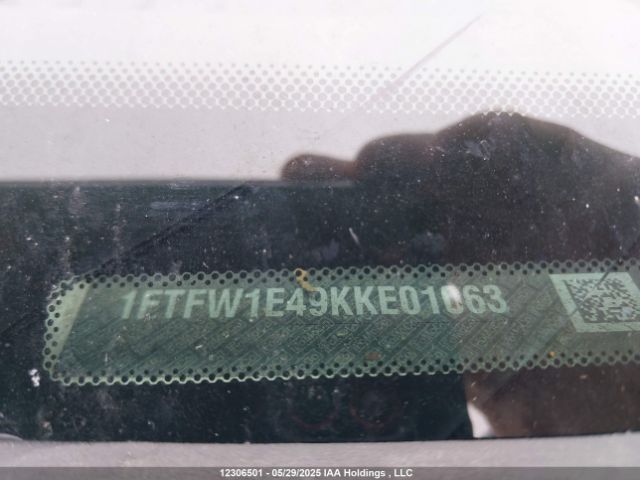 1FTFW1E49KKE01063
12306501 - 05/29/2025 IAA Holdings , LLC